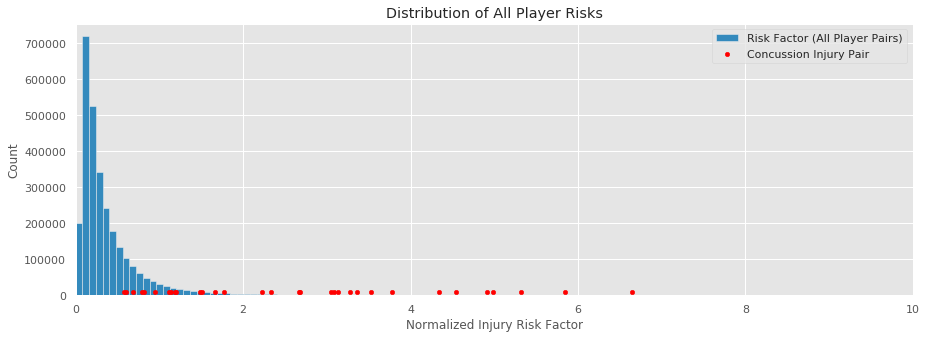 Distribution of All Player Risks
Risk Factor (All Player Pairs)
Concussion Injury Pair
Count
700000
600000
500000
400000
300000
200000
100000
0
0 2 4 6 8 10
Normalized Injury Risk Factor